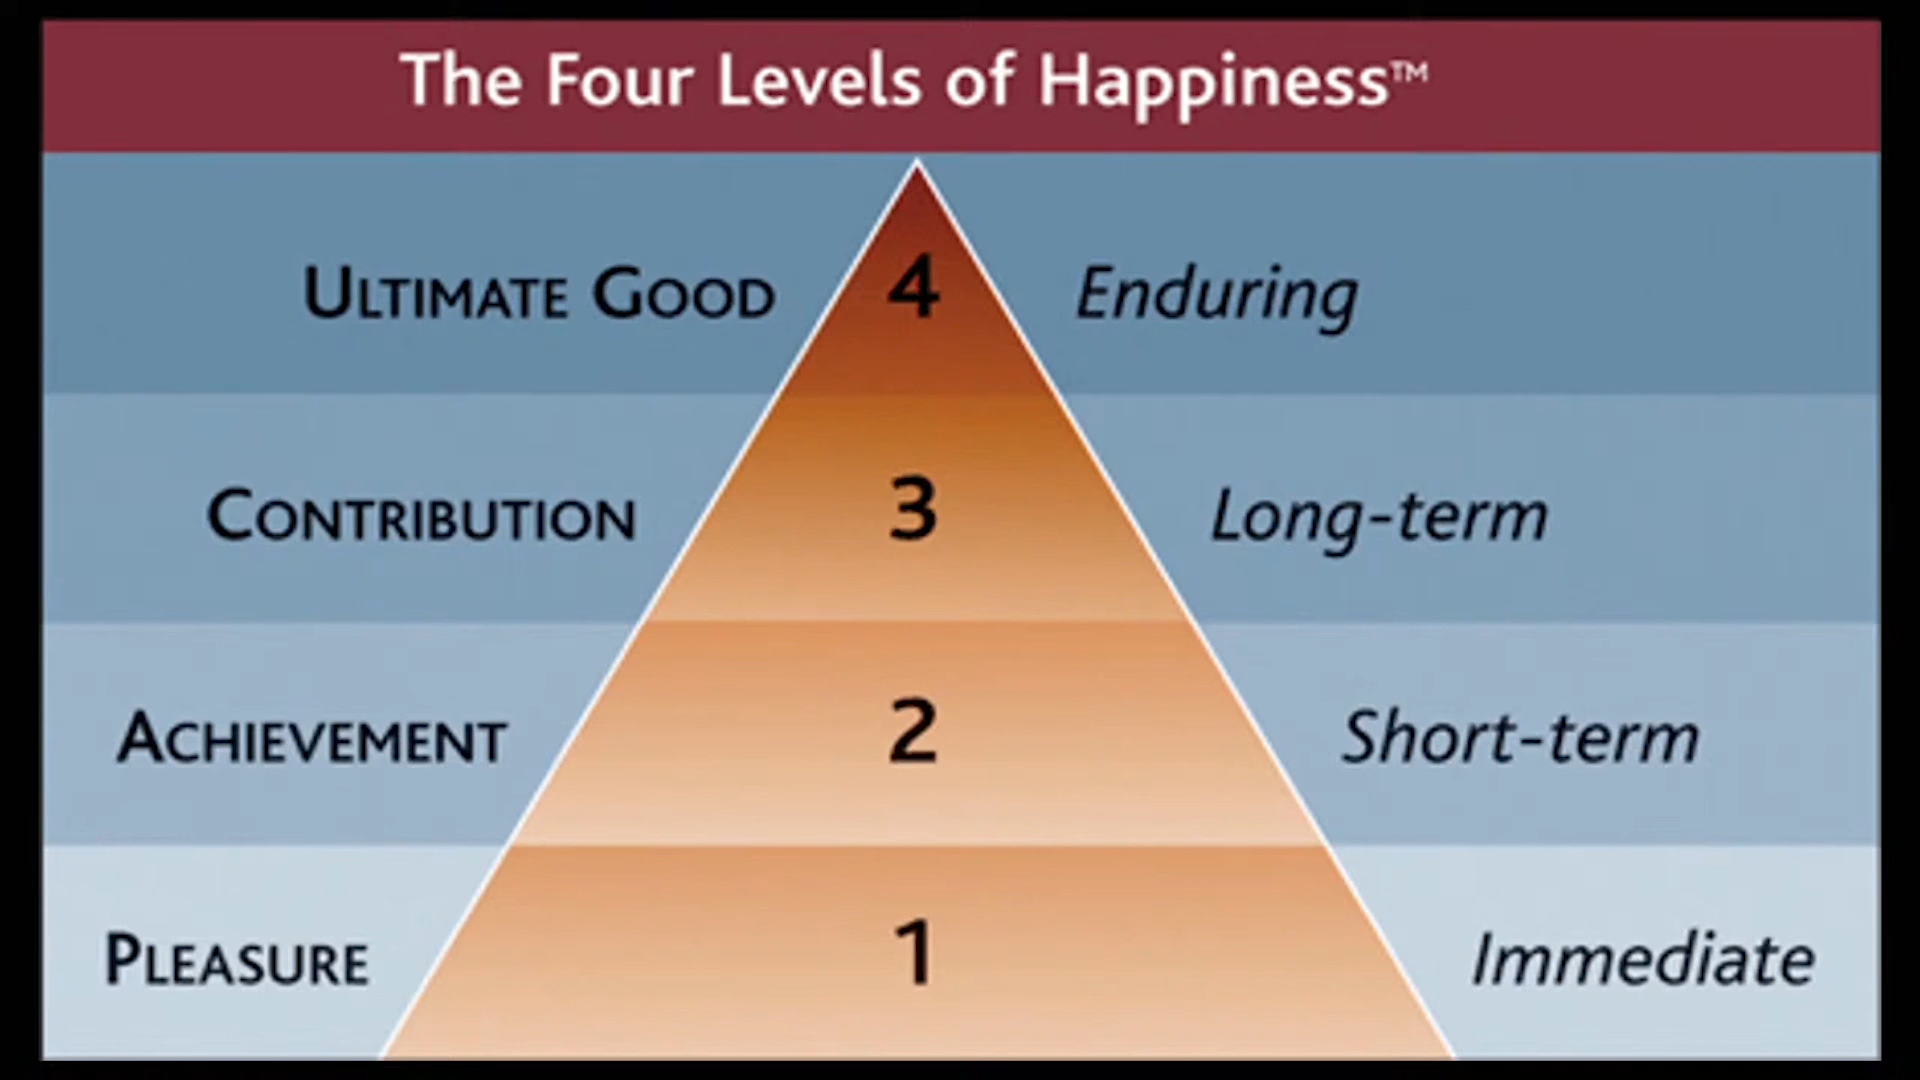 The Four Levels of Happiness™
Ultimate Good 4 Enduring
Contribution 3 Long-term
Achievement 2 Short-term
Pleasure 1 Immediate